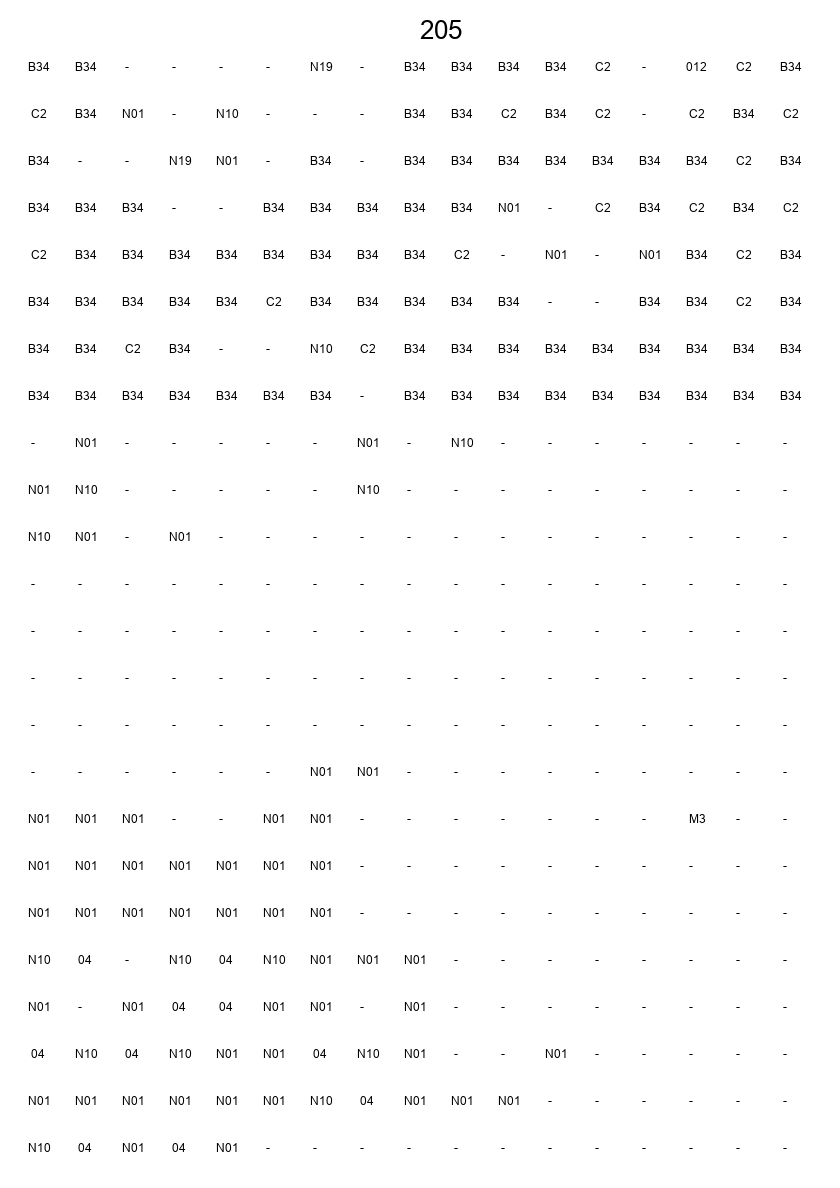 205
B34 B34 - - - - N19 - B34 B34 B34 B34 C2 - 012 C2 B34
C2 B34 N01 - N10 - - - B34 B34 C2 B34 C2 - C2 B34 C2
B34 - - N19 N01 - B34 - B34 B34 B34 B34 B34 B34 B34 C2 B34
B34 B34 B34 - - B34 B34 B34 B34 B34 N01 - C2 B34 C2 B34 C2
C2 B34 B34 B34 B34 B34 B34 B34 B34 C2 - N01 - N01 B34 C2 B34
B34 B34 B34 B34 B34 C2 B34 B34 B34 B34 B34 - - B34 B34 C2 B34
B34 B34 C2 B34 - - N10 C2 B34 B34 B34 B34 B34 B34 B34 B34 B34
B34 B34 B34 B34 B34 B34 B34 - B34 B34 B34 B34 B34 B34 B34 B34 B34
- N01 - - - - - N01 - N10 - - - - - - -
N01 N10 - - - - - N10 - - - - - - - - -
N10 N01 - N01 - - - - - - - - - - - - -
- - - - - - - - - - - - - - - - -
- - - - - - - - - - - - - - - - -
- - - - - - - - - - - - - - - - -
- - - - - - - - - - - - - - - - -
- - - - - - N01 N01 - - - - - - - - -
N01 N01 N01 - - N01 N01 - - - - - - - M3 - -
N01 N01 N01 N01 N01 N01 N01 - - - - - - - - - -
N01 N01 N01 N01 N01 N01 N01 - - - - - - - - - -
N10 04 - N10 04 N10 N01 N01 N01 - - - - - - - -
N01 - N01 04 04 N01 N01 - N01 - - - - - - - -
04 N10 04 N10 N01 N01 04 N10 N01 - - N01 - - - - -
N01 N01 N01 N01 N01 N01 N10 04 N01 N01 N01 - - - - - -
N10 04 N01 04 N01 - - - - - - - - - - - -